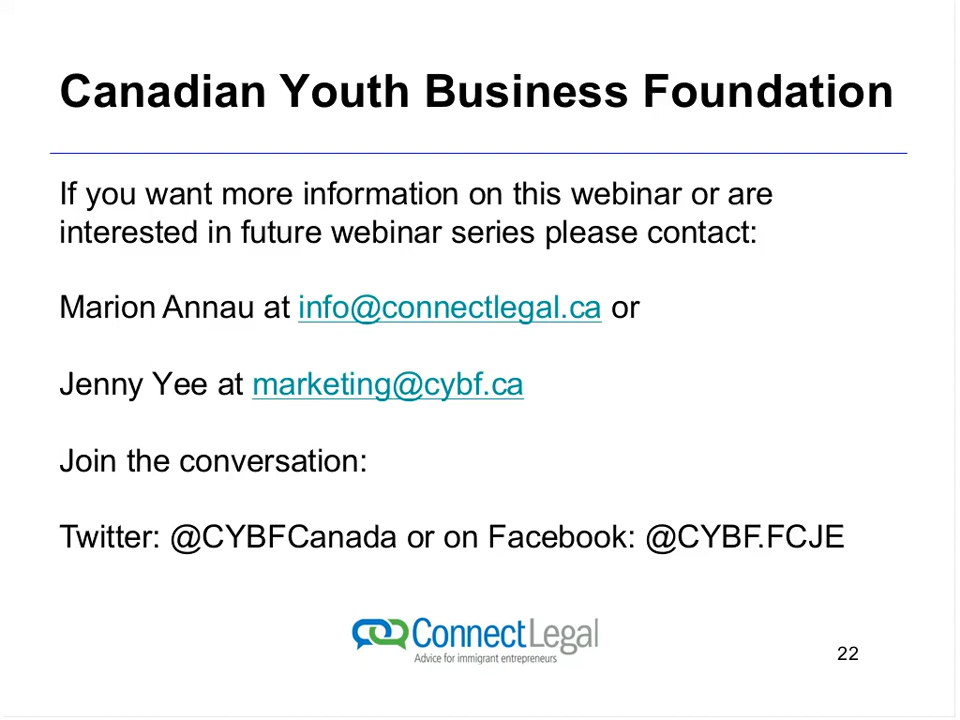 Canadian Youth Business Foundation
If you want more information on this webinar or are
interested in future webinar series please contact:
Marion Annau at info@connectlegal.ca or
Jenny Yee at marketing@cybf.ca
Join the conversation:
Twitter: @CYBFCanada or on Facebook: @CYBF.FCJE
ConnectLegal
Advice for immigrant entrepreneurs
22